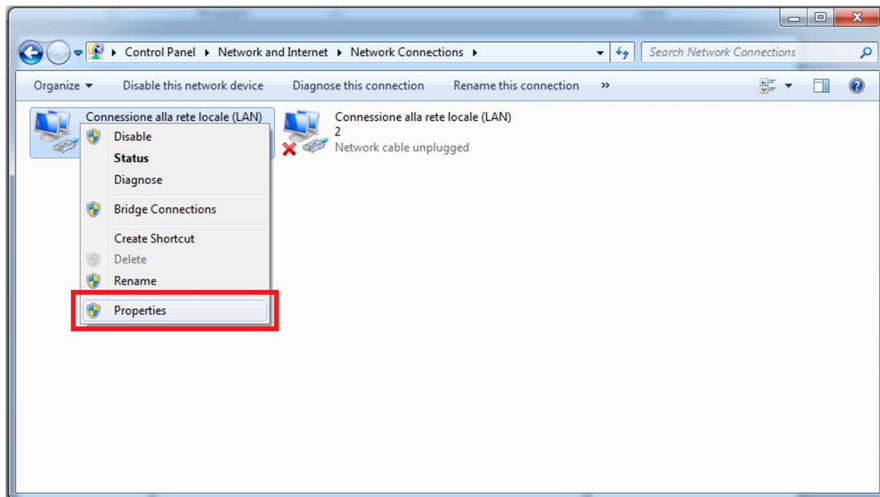 Control Panel
Network and Internet
Network Connections
Search Network Connections
Organize
Disable this network device
Diagnose this connection
Rename this connection
»
Connessione alla rete locale (LAN)
Disable
Status
Diagnose
Bridge Connections
Create Shortcut
Delete
Rename
Properties
Connessione alla rete locale (LAN)
2
Network cable unplugged